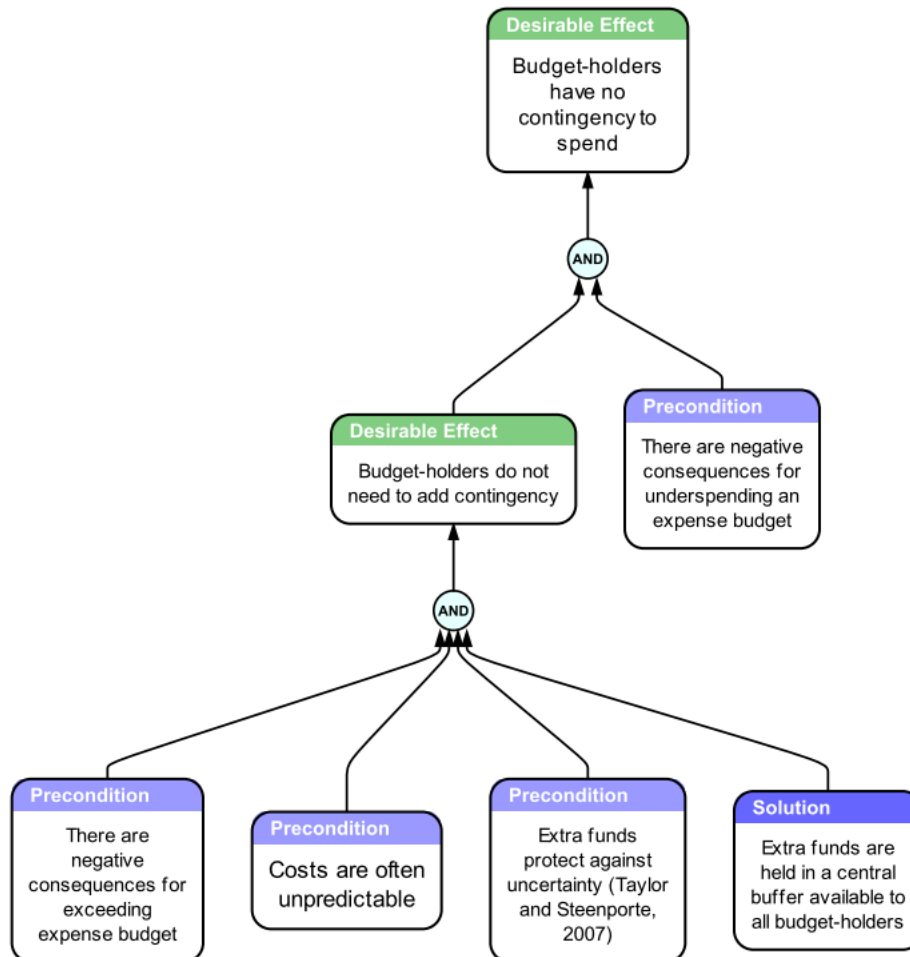 Desirable Effect
Budget-holders
have no
contingency to
spend
AND
Desirable Effect
Budget-holders do not
need to add contingency
Precondition
There are negative
consequences for
underspending an
expense budget
AND
Precondition
There are
negative
consequences for
exceeding
expense budget
Precondition
Costs are often
unpredictable
Precondition
Extra funds
protect against
uncertainty (Taylor
and Steenporte,
2007)
Solution
Extra funds are
held in a central
buffer available to
all budget-holders